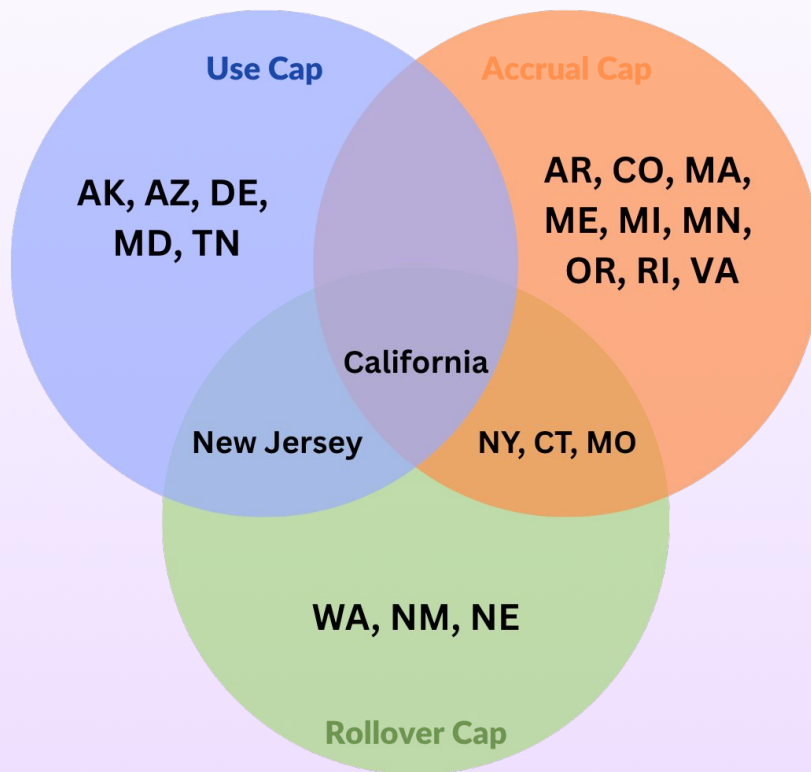 Use Cap
Accrual Cap
AK, AZ, DE,
MD, TN
AR, CO, MA,
ME, MI, MN,
OR, RI, VA
California
New Jersey
NY, CT, MO
WA, NM, NE
Rollover Cap